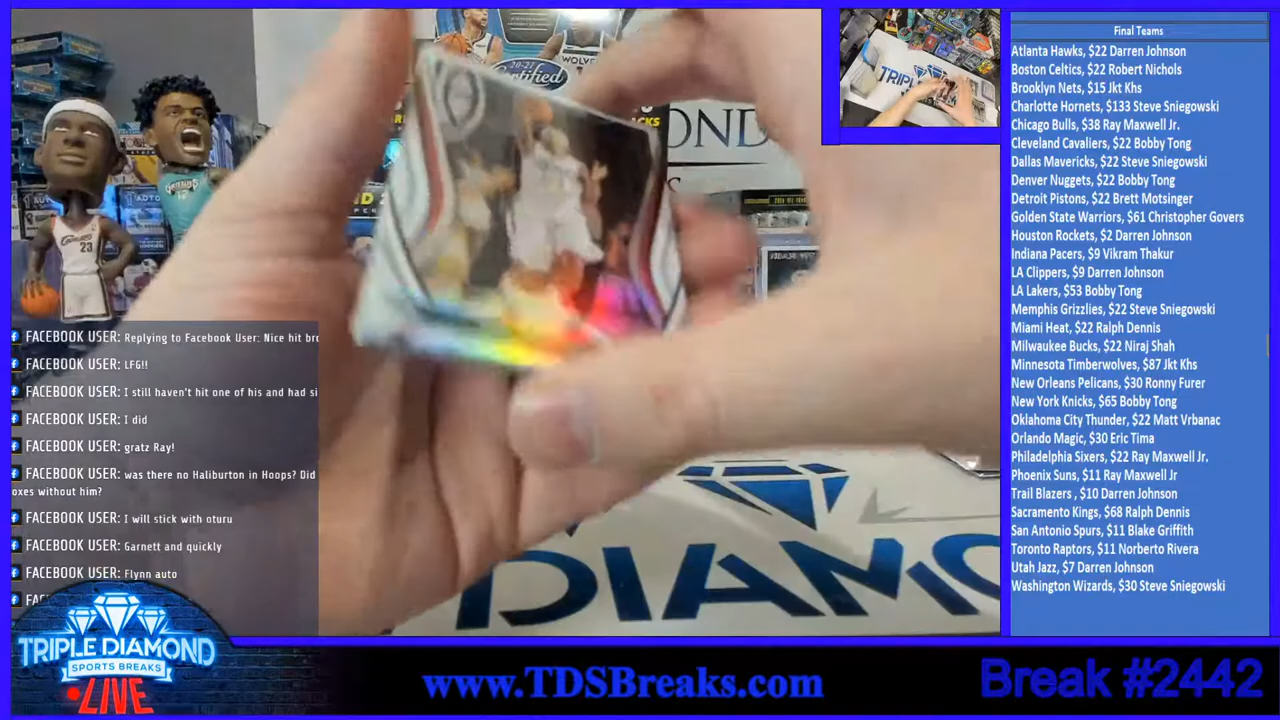 20-21
Certified
WOLVES
Final Teams
Atlanta Hawks, $22 Darren Johnson
Boston Celtics, $22 Robert Nichols
Brooklyn Nets, $15 Jkt Khs
Charlotte Hornets, $133 Steve Sniegowski
Chicago Bulls, $38 Ray Maxwell Jr.
Cleveland Cavaliers, $22 Bobby Tong
Dallas Mavericks, $22 Steve Sniegowski
Denver Nuggets, $22 Bobby Tong
Detroit Pistons, $22 Brett Motsinger
Golden State Warriors, $61 Christopher Govers
Houston Rockets, $2 Darren Johnson
Indiana Pacers, $9 Vikram Thakur
LA Clippers, $9 Darren Johnson
LA Lakers, $53 Bobby Tong
Memphis Grizzlies, $22 Steve Sniegowski
Miami Heat, $22 Ralph Dennis
Milwaukee Bucks, $22 Niraj Shah
Minnesota Timberwolves, $87 Jkt Khs
New Orleans Pelicans, $30 Ronny Furer
New York Knicks, $65 Bobby Tong
Oklahoma City Thunder, $22 Matt Vrbanac
Orlando Magic, $30 Eric Tima
Philadelphia Sixers, $22 Ray Maxwell Jr.
Phoenix Suns, $11 Ray Maxwell Jr
Trail Blazers , $10 Darren Johnson
Sacramento Kings, $68 Ralph Dennis
San Antonio Spurs, $11 Blake Griffith
Toronto Raptors, $11 Norberto Rivera
Utah Jazz, $7 Darren Johnson
Washington Wizards, $30 Steve Sniegowski
23
FACEBOOK USER: Replying to Facebook User: Nice hit bro
FACEBOOK USER: LFG!!
FACEBOOK USER: I still haven't hit one of his and had si
FACEBOOK USER: I did
FACEBOOK USER: gratz Ray!
FACEBOOK USER: was there no Haliburton in Hoops? Did
oxes without him?
FACEBOOK USER: I will stick with oturu
FACEBOOK USER: Garnett and quickly
FACEBOOK USER: Flynn auto
DIAMO
TRIPLE DIAMOND
SPORTS BREAKS
LIVE
www.TDSBreaks.com
Break #2442